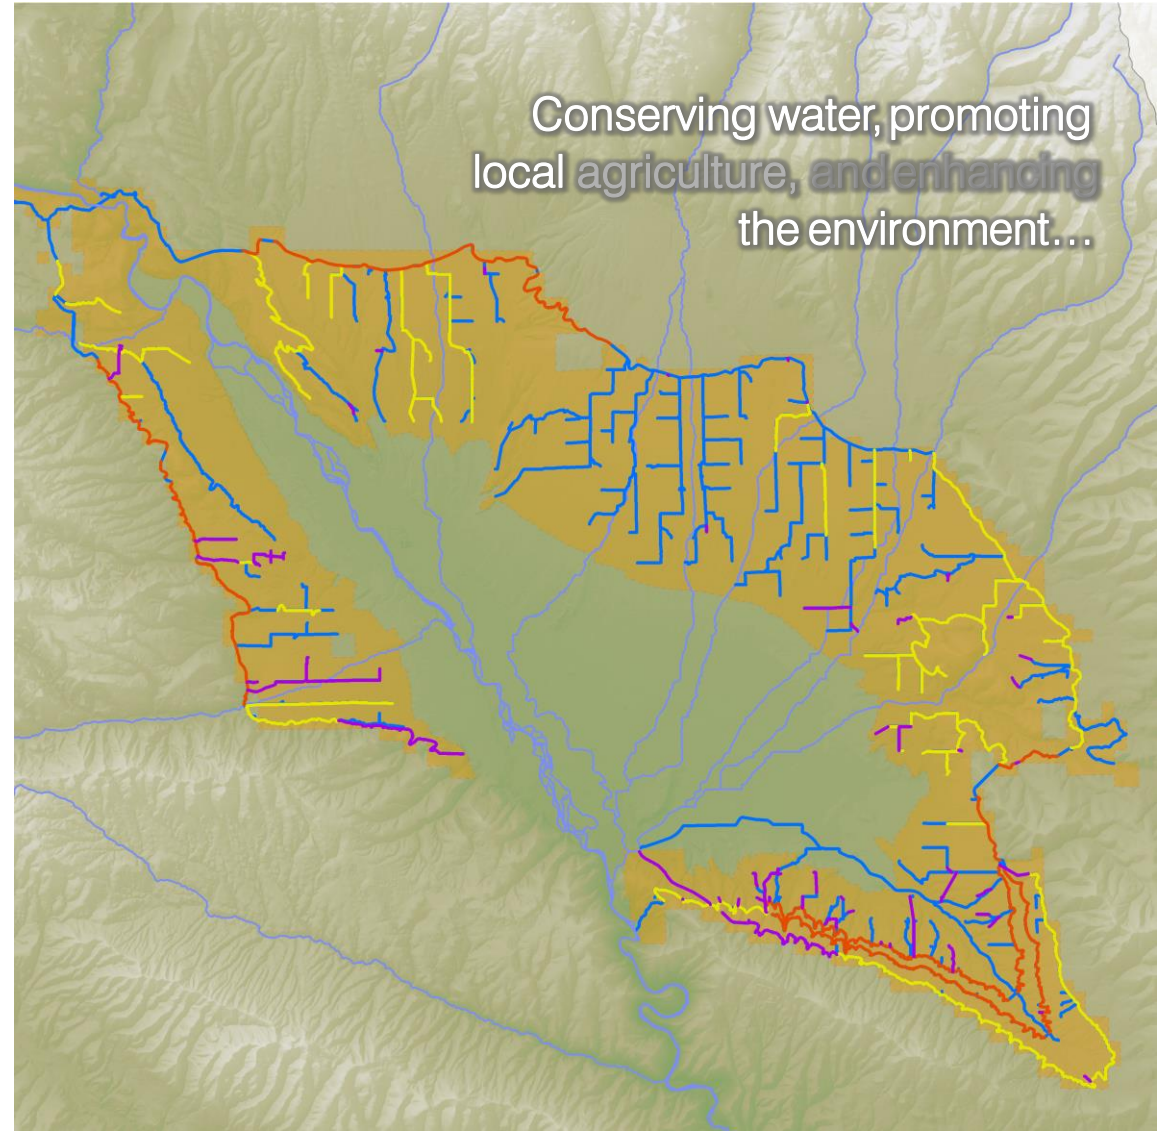 Conserving water, promoting
local agriculture, and enhancing
the environment…